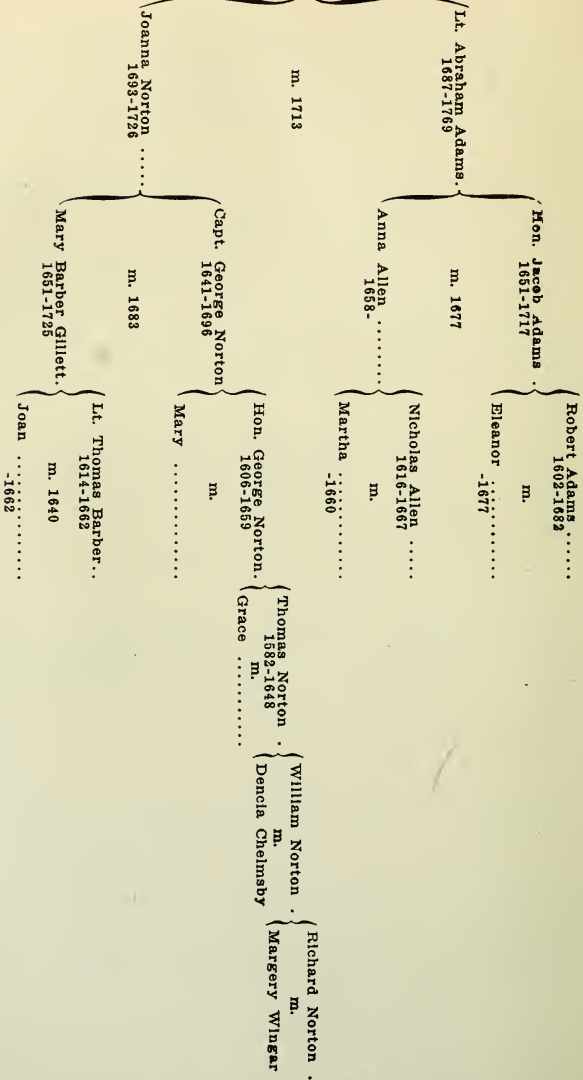 Lt. Abraham Adams.
1687-1769
m. 1713
Joanna Norton ......
1693-1726
Hon. Jacob Adams .
1651-1717
m. 1677
Anna Allen .........
1658-
Capt. George Norton
1641-1696
m. 1683
Mary Barber Gillett.
1651-1725
Robert Adams ......
1602-1682
m.
Eleanor ............
-1677
Nicholas Allen .....
1616-1667
m.
Martha .............
-1660
Hon. George Norton.
1606-1659
m.
Mary ..............
Lt. Thomas Barber..
1614-1662
m. 1640
Joan ...............
-1662
Thomas Norton .
1582-1648
m.
Grace ...........
William Norton .
m.
Dencia Chelmsby
Richard Norton .
m.
Margery Wingar